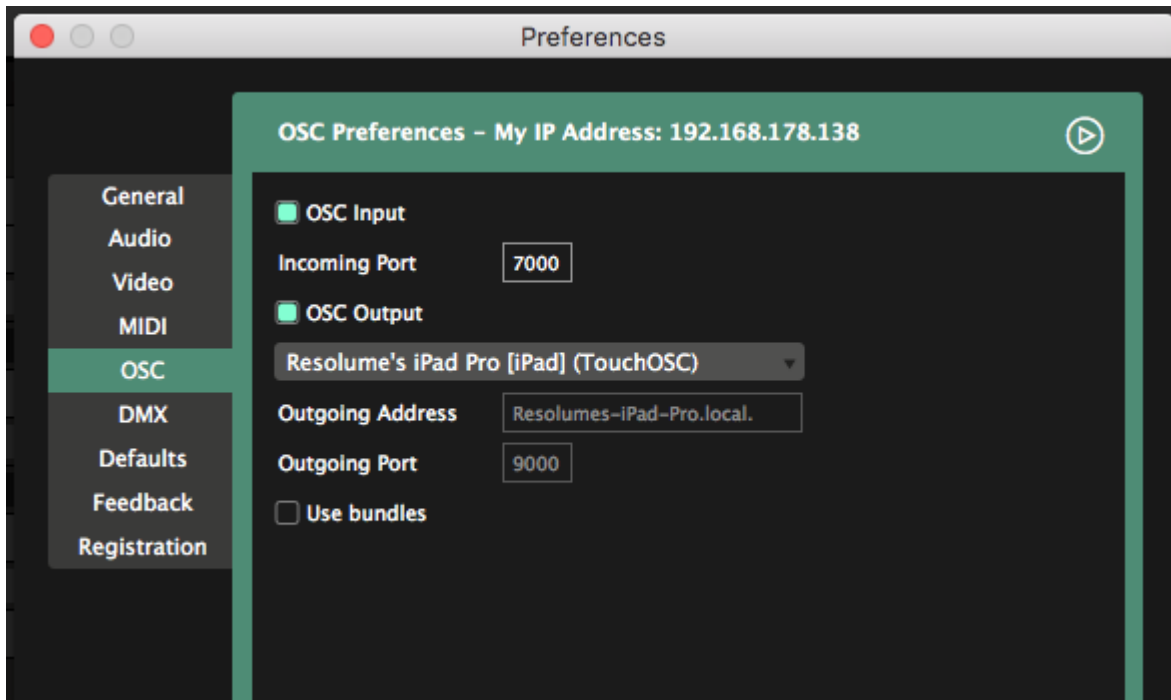 Preferences
OSC Preferences – My IP Address: 192.168.178.138
General
Audio
Video
MIDI
OSC
DMX
Defaults
Feedback
Registration
OSC Input
Incoming Port 7000
OSC Output
Resolume's iPad Pro [iPad] (TouchOSC)
Outgoing Address Resolumes-iPad-Pro.local.
Outgoing Port 9000
Use bundles